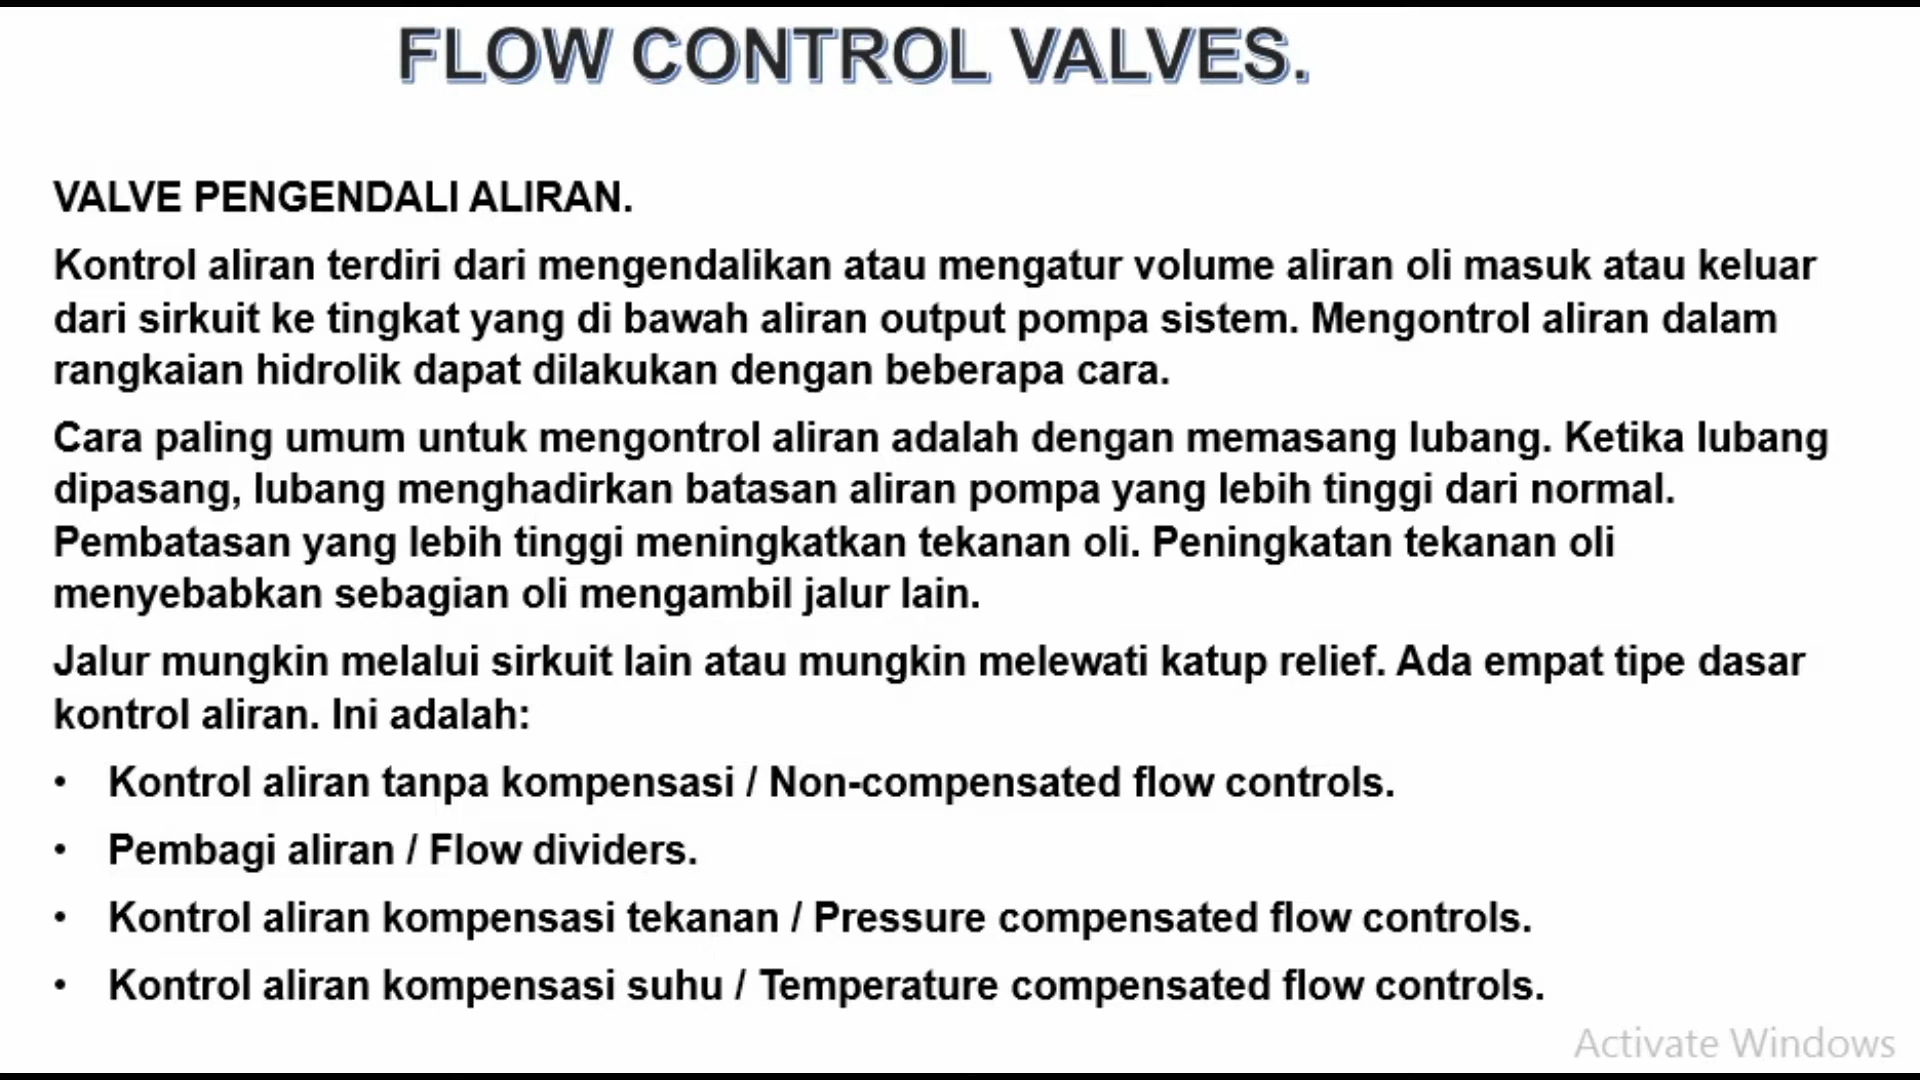 FLOW CONTROL VALVES.
VALVE PENGENDALI ALIRAN.
Kontrol aliran terdiri dari mengendalikan atau mengatur volume aliran oli masuk atau keluar
dari sirkuit ke tingkat yang di bawah aliran output pompa sistem. Mengontrol aliran dalam
rangkaian hidrolik dapat dilakukan dengan beberapa cara.
Cara paling umum untuk mengontrol aliran adalah dengan memasang lubang. Ketika lubang
dipasang, lubang menghadirkan batasan aliran pompa yang lebih tinggi dari normal.
Pembatasan yang lebih tinggi meningkatkan tekanan oli. Peningkatan tekanan oli
menyebabkan sebagian oli mengambil jalur lain.
Jalur mungkin melalui sirkuit lain atau mungkin melewati katup relief. Ada empat tipe dasar
kontrol aliran. Ini adalah:
• Kontrol aliran tanpa kompensasi / Non-compensated flow controls.
• Pembagi aliran / Flow dividers.
• Kontrol aliran kompensasi tekanan / Pressure compensated flow controls.
• Kontrol aliran kompensasi suhu / Temperature compensated flow controls.
Activate Windows